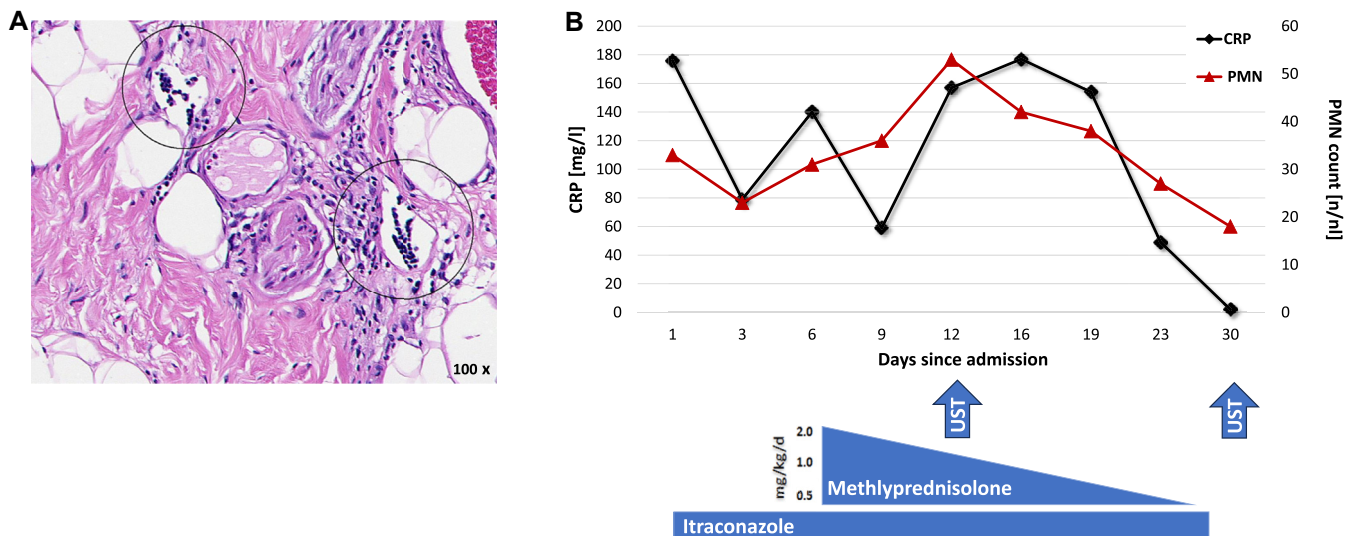 A
100 x
B
CRP [mg/l]
200
180
160
140
120
100
80
60
40
20
0
CRP
PMN
60
50
40
30
20
10
0
PMN count [n/nl]
1 3 6 9 12 16 19 23 30
Days since admission
UST
UST
mg/kg/d
2.0
1.0
0.5
Methlyprednisolone
Itraconazole